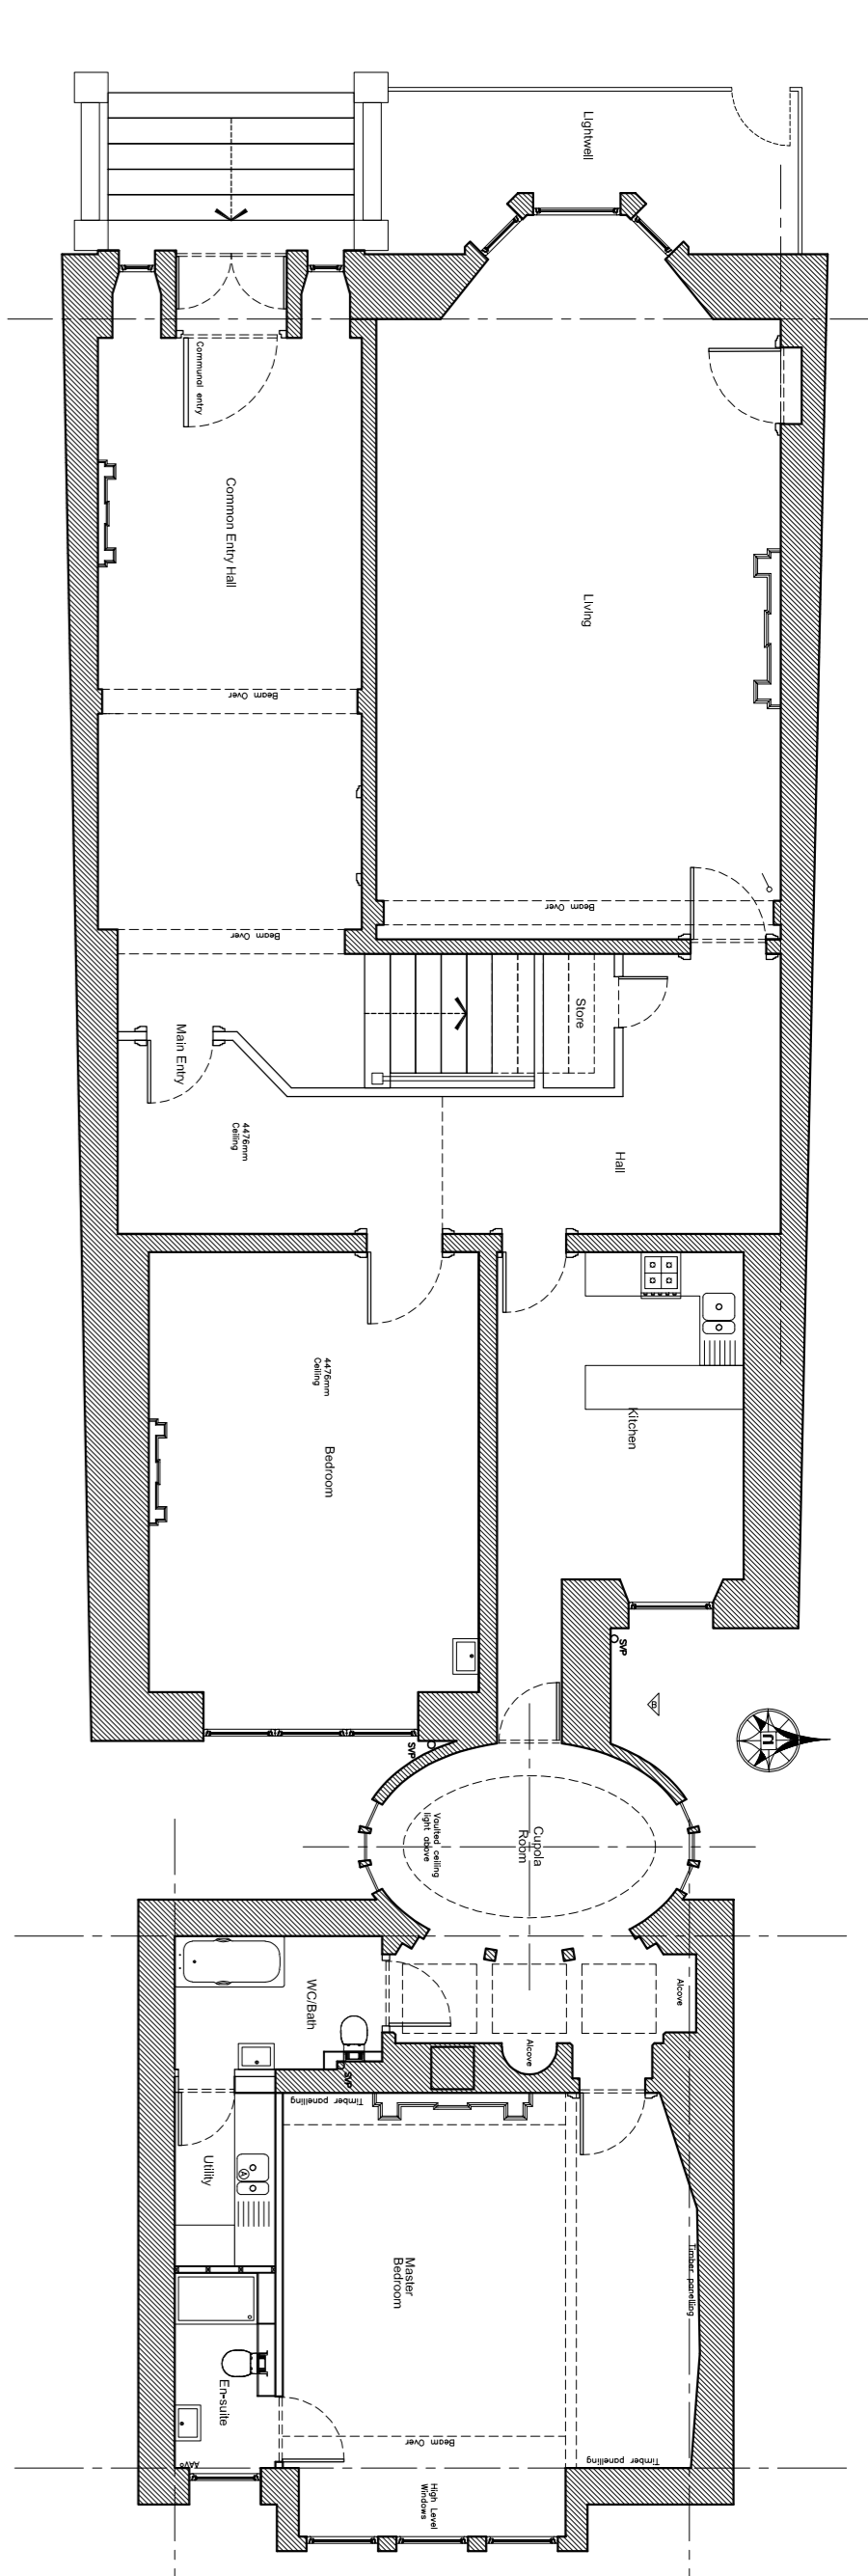 Lightwell
Communal entry
Common Entry Hall
Living
Beam Over
Beam Over
Beam Over
Store
Main Entry
4476mm
Ceiling
Hall
4476mm
Ceiling
Bedroom
Kitchen
SVP
B
n
SVP
Vaulted ceiling
light above
Cupola
Room
WC/Bath
Alcove
Alcove
SVP
Timber panelling
Utility
A
Master
Bedroom
Timber panelling
En-suite
AAV
Beam Over
Timber panelling
High Level
Windows